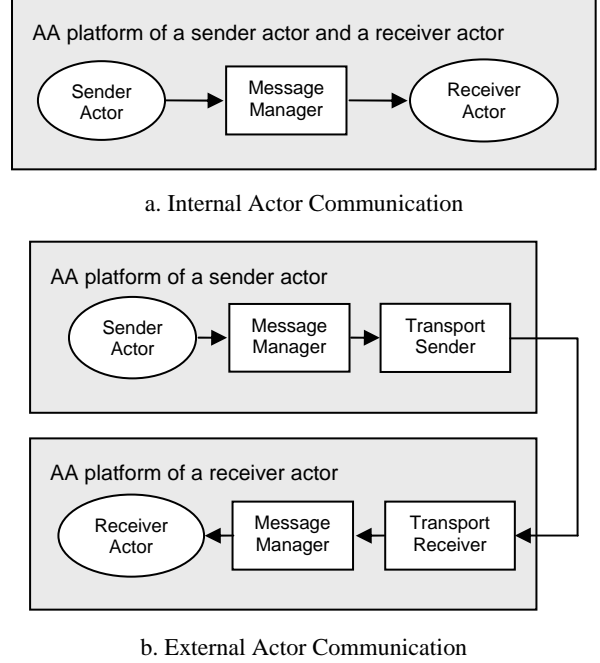 AA platform of a sender actor and a receiver actor
Sender
Actor
Message
Manager
Receiver
Actor
a. Internal Actor Communication
AA platform of a sender actor
Sender
Actor
Message
Manager
Transport
Sender
AA platform of a receiver actor
Receiver
Actor
Message
Manager
Transport
Receiver
b. External Actor Communication